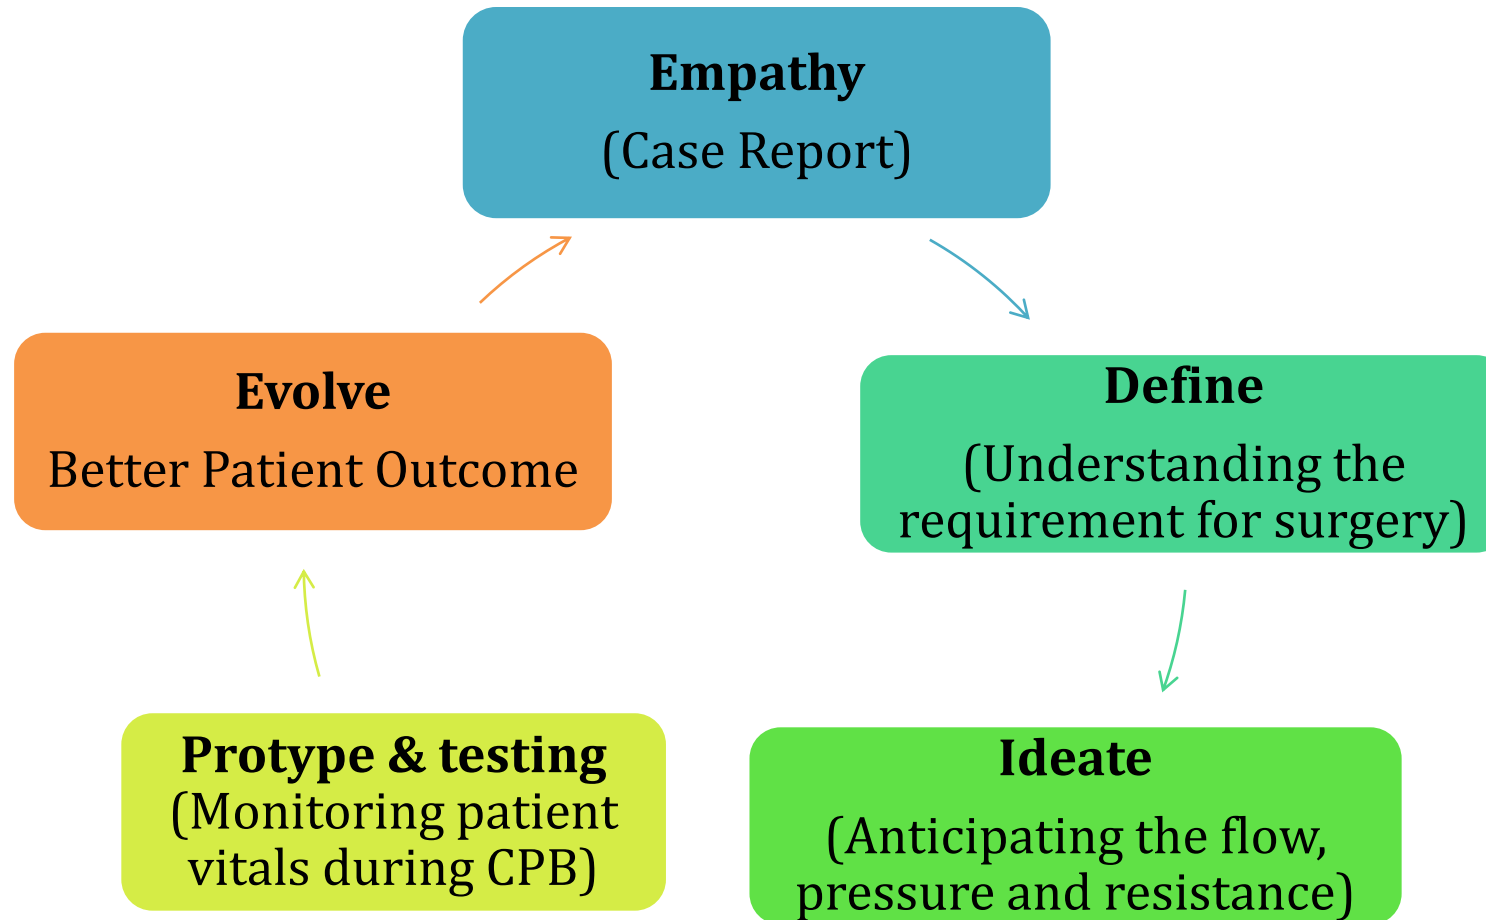 Empathy
(Case Report)
Define
(Understanding the
requirement for surgery)
Ideate
(Anticipating the flow,
pressure and resistance)
Protype & testing
(Monitoring patient
vitals during CPB)
Evolve
Better Patient Outcome